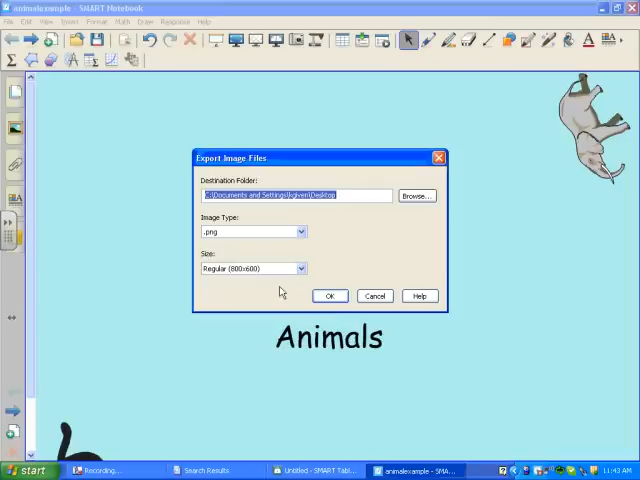 animalexample - SMART Notebook
File Edit View Insert Format Math Draw Response Help
Export Image Files
Destination Folder:
C:\Documents and Settings\kgiven\Desktop
Browse...
Image Type:
.png
Size:
Regular (800x600)
OK Cancel Help
Animals
start Recording... Search Results Untitled - SMART Tabl... animalexample - SMA... 11:43 AM